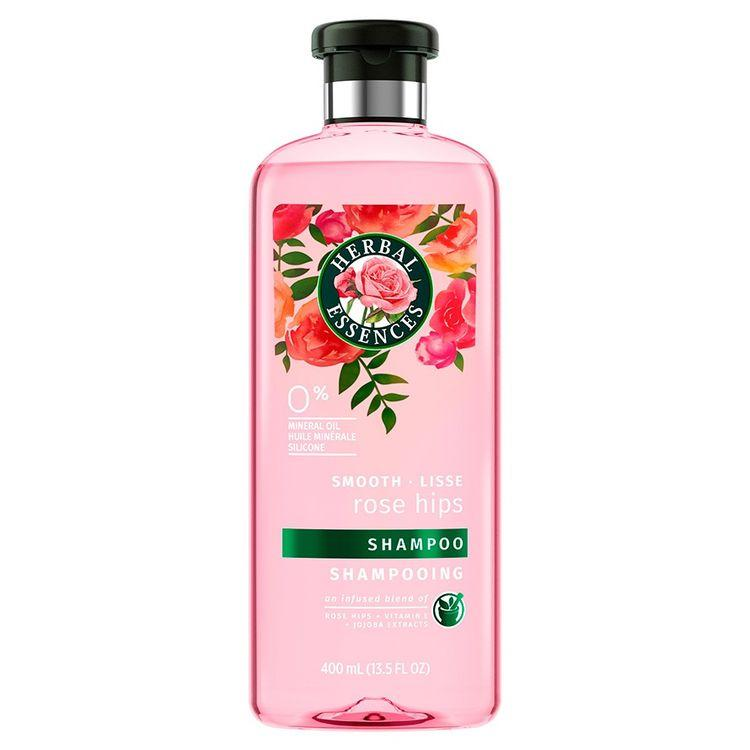 HERBAL
ESSENCES
0%
MINERAL OIL
HUILE MINÉRALE
SILICONE
SMOOTH · LISSE
rose hips
SHAMPOO
SHAMPOOING
an infused blend of
ROSE HIPS + VITAMIN E
+ JOJOBA EXTRACTS
400 mL (13.5 FL OZ)